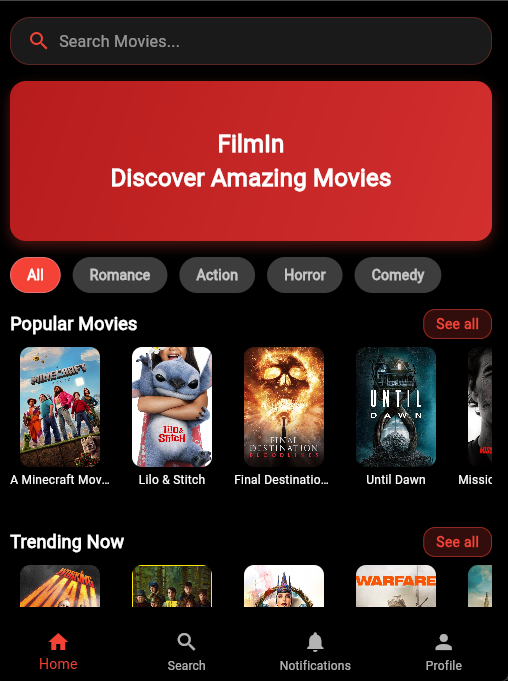 Search Movies...
FilmIn
Discover Amazing Movies
All
Romance
Action
Horror
Comedy
Popular Movies
See all
MINECRAFT
LILO &
STITCH
FINAL
DESTINATION
BLOODLINES
UNTIL
DAWN
A Minecraft Mov...
Lilo & Stitch
Final Destinatio...
Until Dawn
Missic
Trending Now
See all
WORKING
MAN
WARFARE
Home
Search
Notifications
Profile